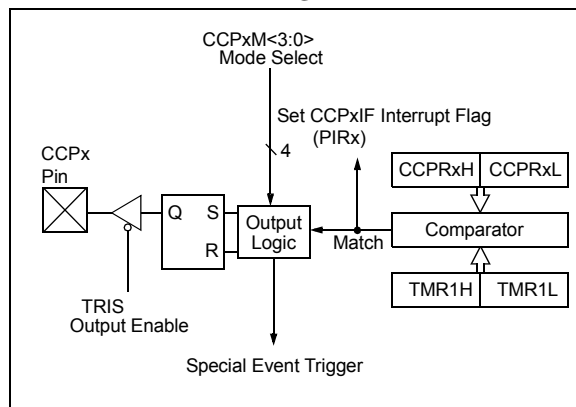 CCPxM<3:0>
Mode Select
Set CCPxIF Interrupt Flag
(PIRx)
4
CCPx
Pin
CCPRxH CCPRxL
Q S
R
Output
Logic
Match
Comparator
TMR1H TMR1L
TRIS
Output Enable
Special Event Trigger